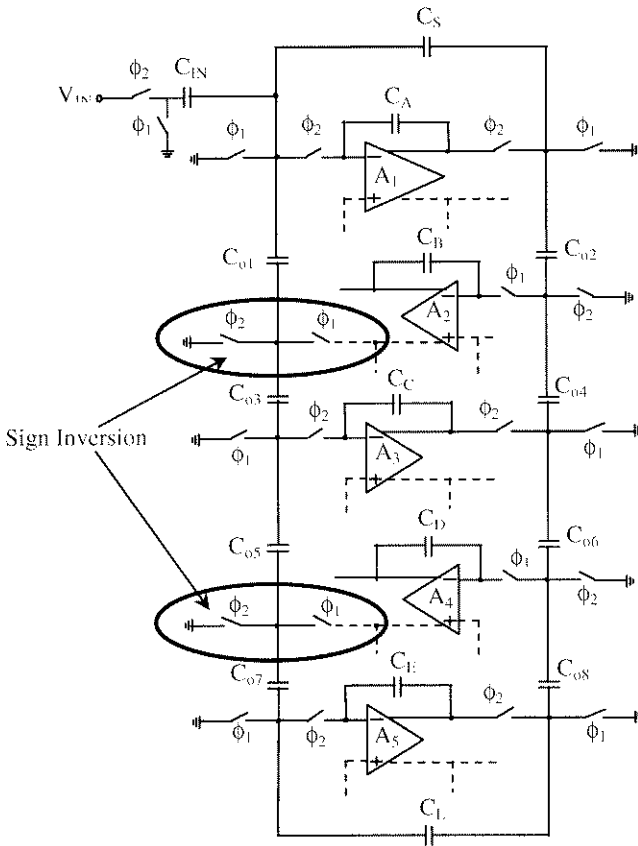 C_S
ϕ2 C_IN
V_IN
ϕ1
ϕ1 ϕ2 C_A ϕ2 ϕ1
− A1
+
C_o1 C_B C_o2
ϕ1
− A2 ϕ2
+
ϕ2 ϕ1
C_o3 C_C C_o4
Sign Inversion
ϕ1 ϕ2 ϕ2 ϕ1
− A3
+
C_o5 C_D C_o6
ϕ1
− A4 ϕ2
+
ϕ2 ϕ1
C_o7 C_E C_o8
ϕ1 ϕ2 ϕ2 ϕ1
− A5
+
C_L